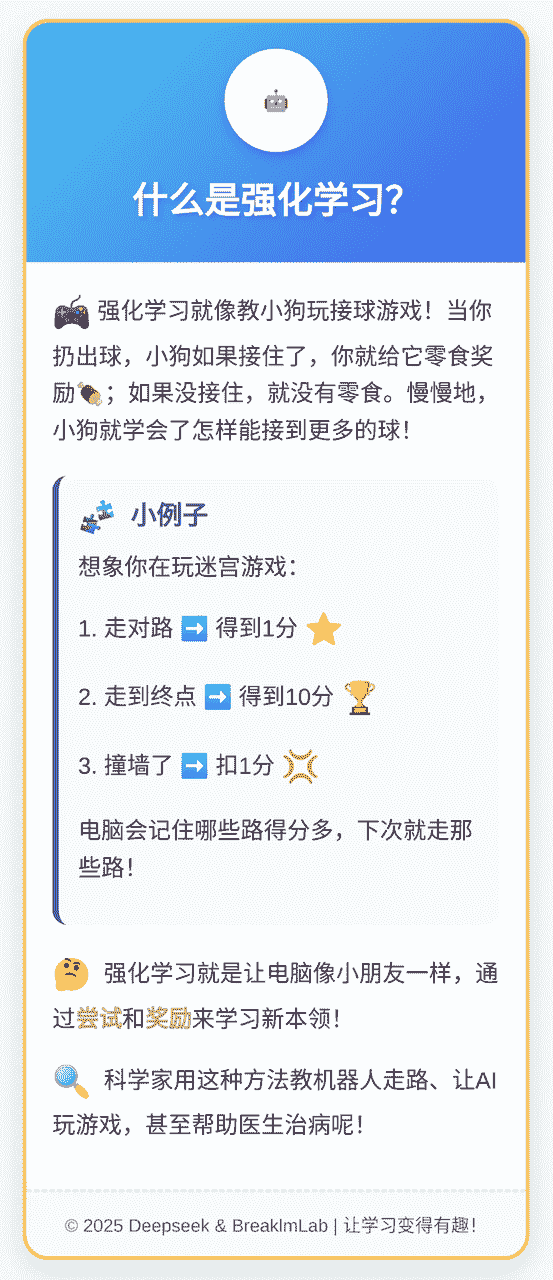 什么是强化学习？
🎮 强化学习就像教小狗玩接球游戏！当你
扔出球，小狗如果接住了，你就给它零食奖
励🍖；如果没接住，就没有零食。慢慢地，
小狗就学会了怎样能接到更多的球！
🧩 小例子
想象你在玩迷宫游戏：
1. 走对路 ➡️ 得到1分 ⭐
2. 走到终点 ➡️ 得到10分 🏆
3. 撞墙了 ➡️ 扣1分 💢
电脑会记住哪些路得分多，下次就走那
些路！
🤔 强化学习就是让电脑像小朋友一样，通
过尝试和奖励来学习新本领！
🔍 科学家用这种方法教机器人走路、让AI
玩游戏，甚至帮助医生治病呢！
© 2025 Deepseek & BreaklmLab | 让学习变得有趣！